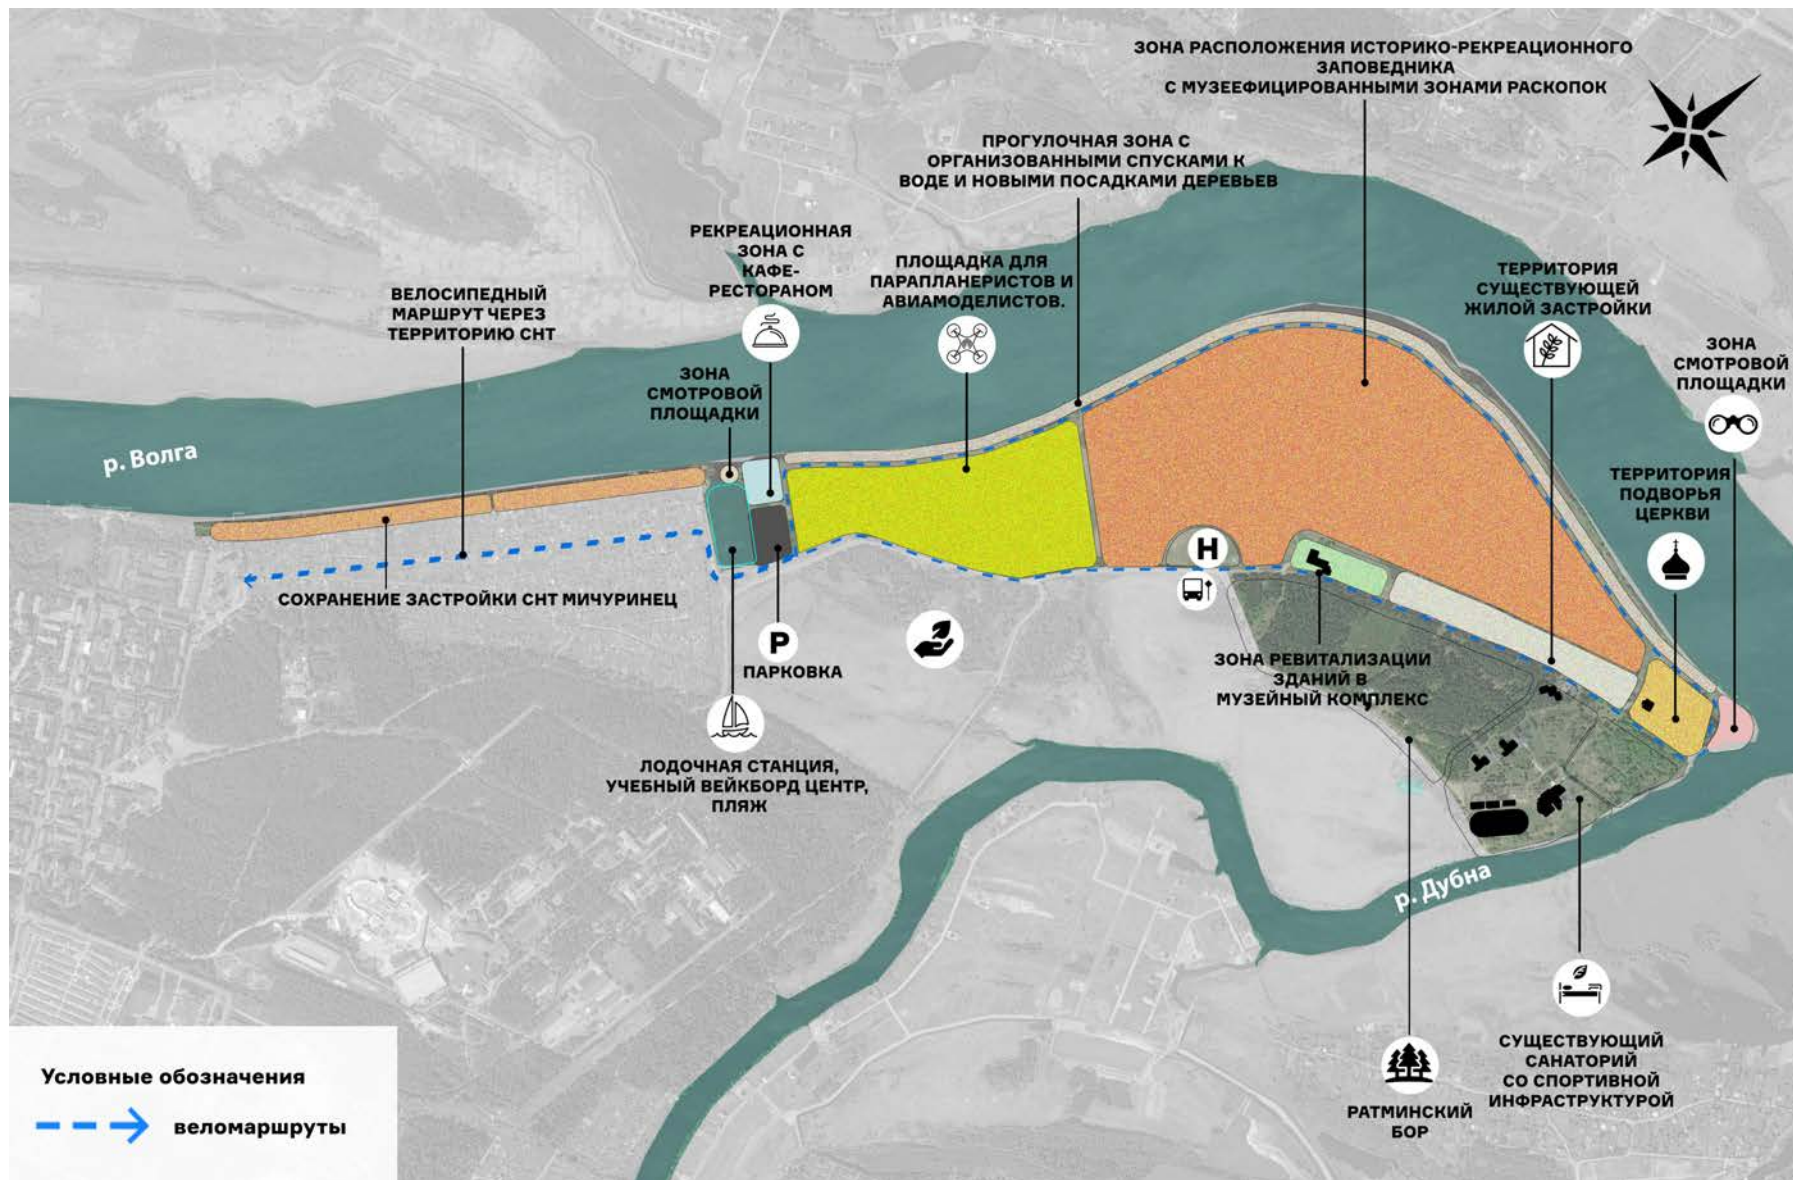 ЗОНА РАСПОЛОЖЕНИЯ ИСТОРИКО-РЕКРЕАЦИОННОГО
ЗАПОВЕДНИКА
С МУЗЕЕФИЦИРОВАННЫМИ ЗОНАМИ РАСКОПОК
ПРОГУЛОЧНАЯ ЗОНА С
ОРГАНИЗОВАННЫМИ СПУСКАМИ К
ВОДЕ И НОВЫМИ ПОСАДКАМИ ДЕРЕВЬЕВ
РЕКРЕАЦИОННАЯ
ЗОНА С
КАФЕ-
РЕСТОРАНОМ
ПЛОЩАДКА ДЛЯ
ПАРАПЛАНЕРИСТОВ И
АВИАМОДЕЛИСТОВ.
ТЕРРИТОРИЯ
СУЩЕСТВУЮЩЕЙ
ЖИЛОЙ ЗАСТРОЙКИ
ВЕЛОСИПЕДНЫЙ
МАРШРУТ ЧЕРЕЗ
ТЕРРИТОРИЮ СНТ
ЗОНА
СМОТРОВОЙ
ПЛОЩАДКИ
ЗОНА
СМОТРОВОЙ
ПЛОЩАДКИ
р. Волга
ТЕРРИТОРИЯ
ПОДВОРЬЯ
ЦЕРКВИ
H
СОХРАНЕНИЕ ЗАСТРОЙКИ СНТ МИЧУРИНЕЦ
P
ПАРКОВКА
ЗОНА РЕВИТАЛИЗАЦИИ
ЗДАНИЙ В
МУЗЕЙНЫЙ КОМПЛЕКС
ЛОДОЧНАЯ СТАНЦИЯ,
УЧЕБНЫЙ ВЕЙКБОРД ЦЕНТР,
ПЛЯЖ
р. Дубна
СУЩЕСТВУЮЩИЙ
САНАТОРИЙ
СО СПОРТИВНОЙ
ИНФРАСТРУКТУРОЙ
РАТМИНСКИЙ
БОР
Условные обозначения
веломаршруты